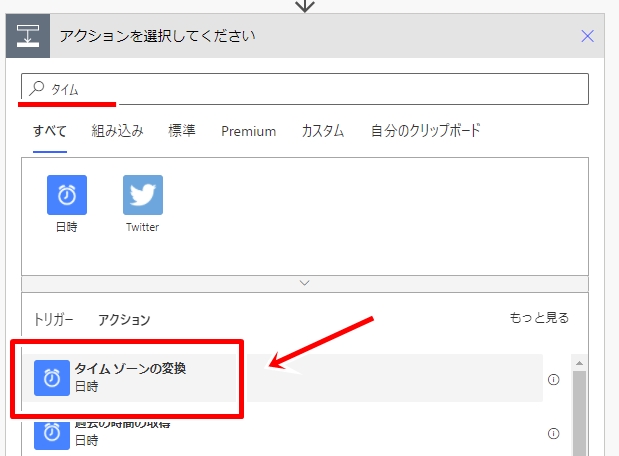 アクションを選択してください
タイム
すべて 組み込み 標準 Premium カスタム 自分のクリップボード
日時 Twitter
トリガー アクション もっと見る
タイム ゾーンの変換
日時
過去の時間の取得
日時